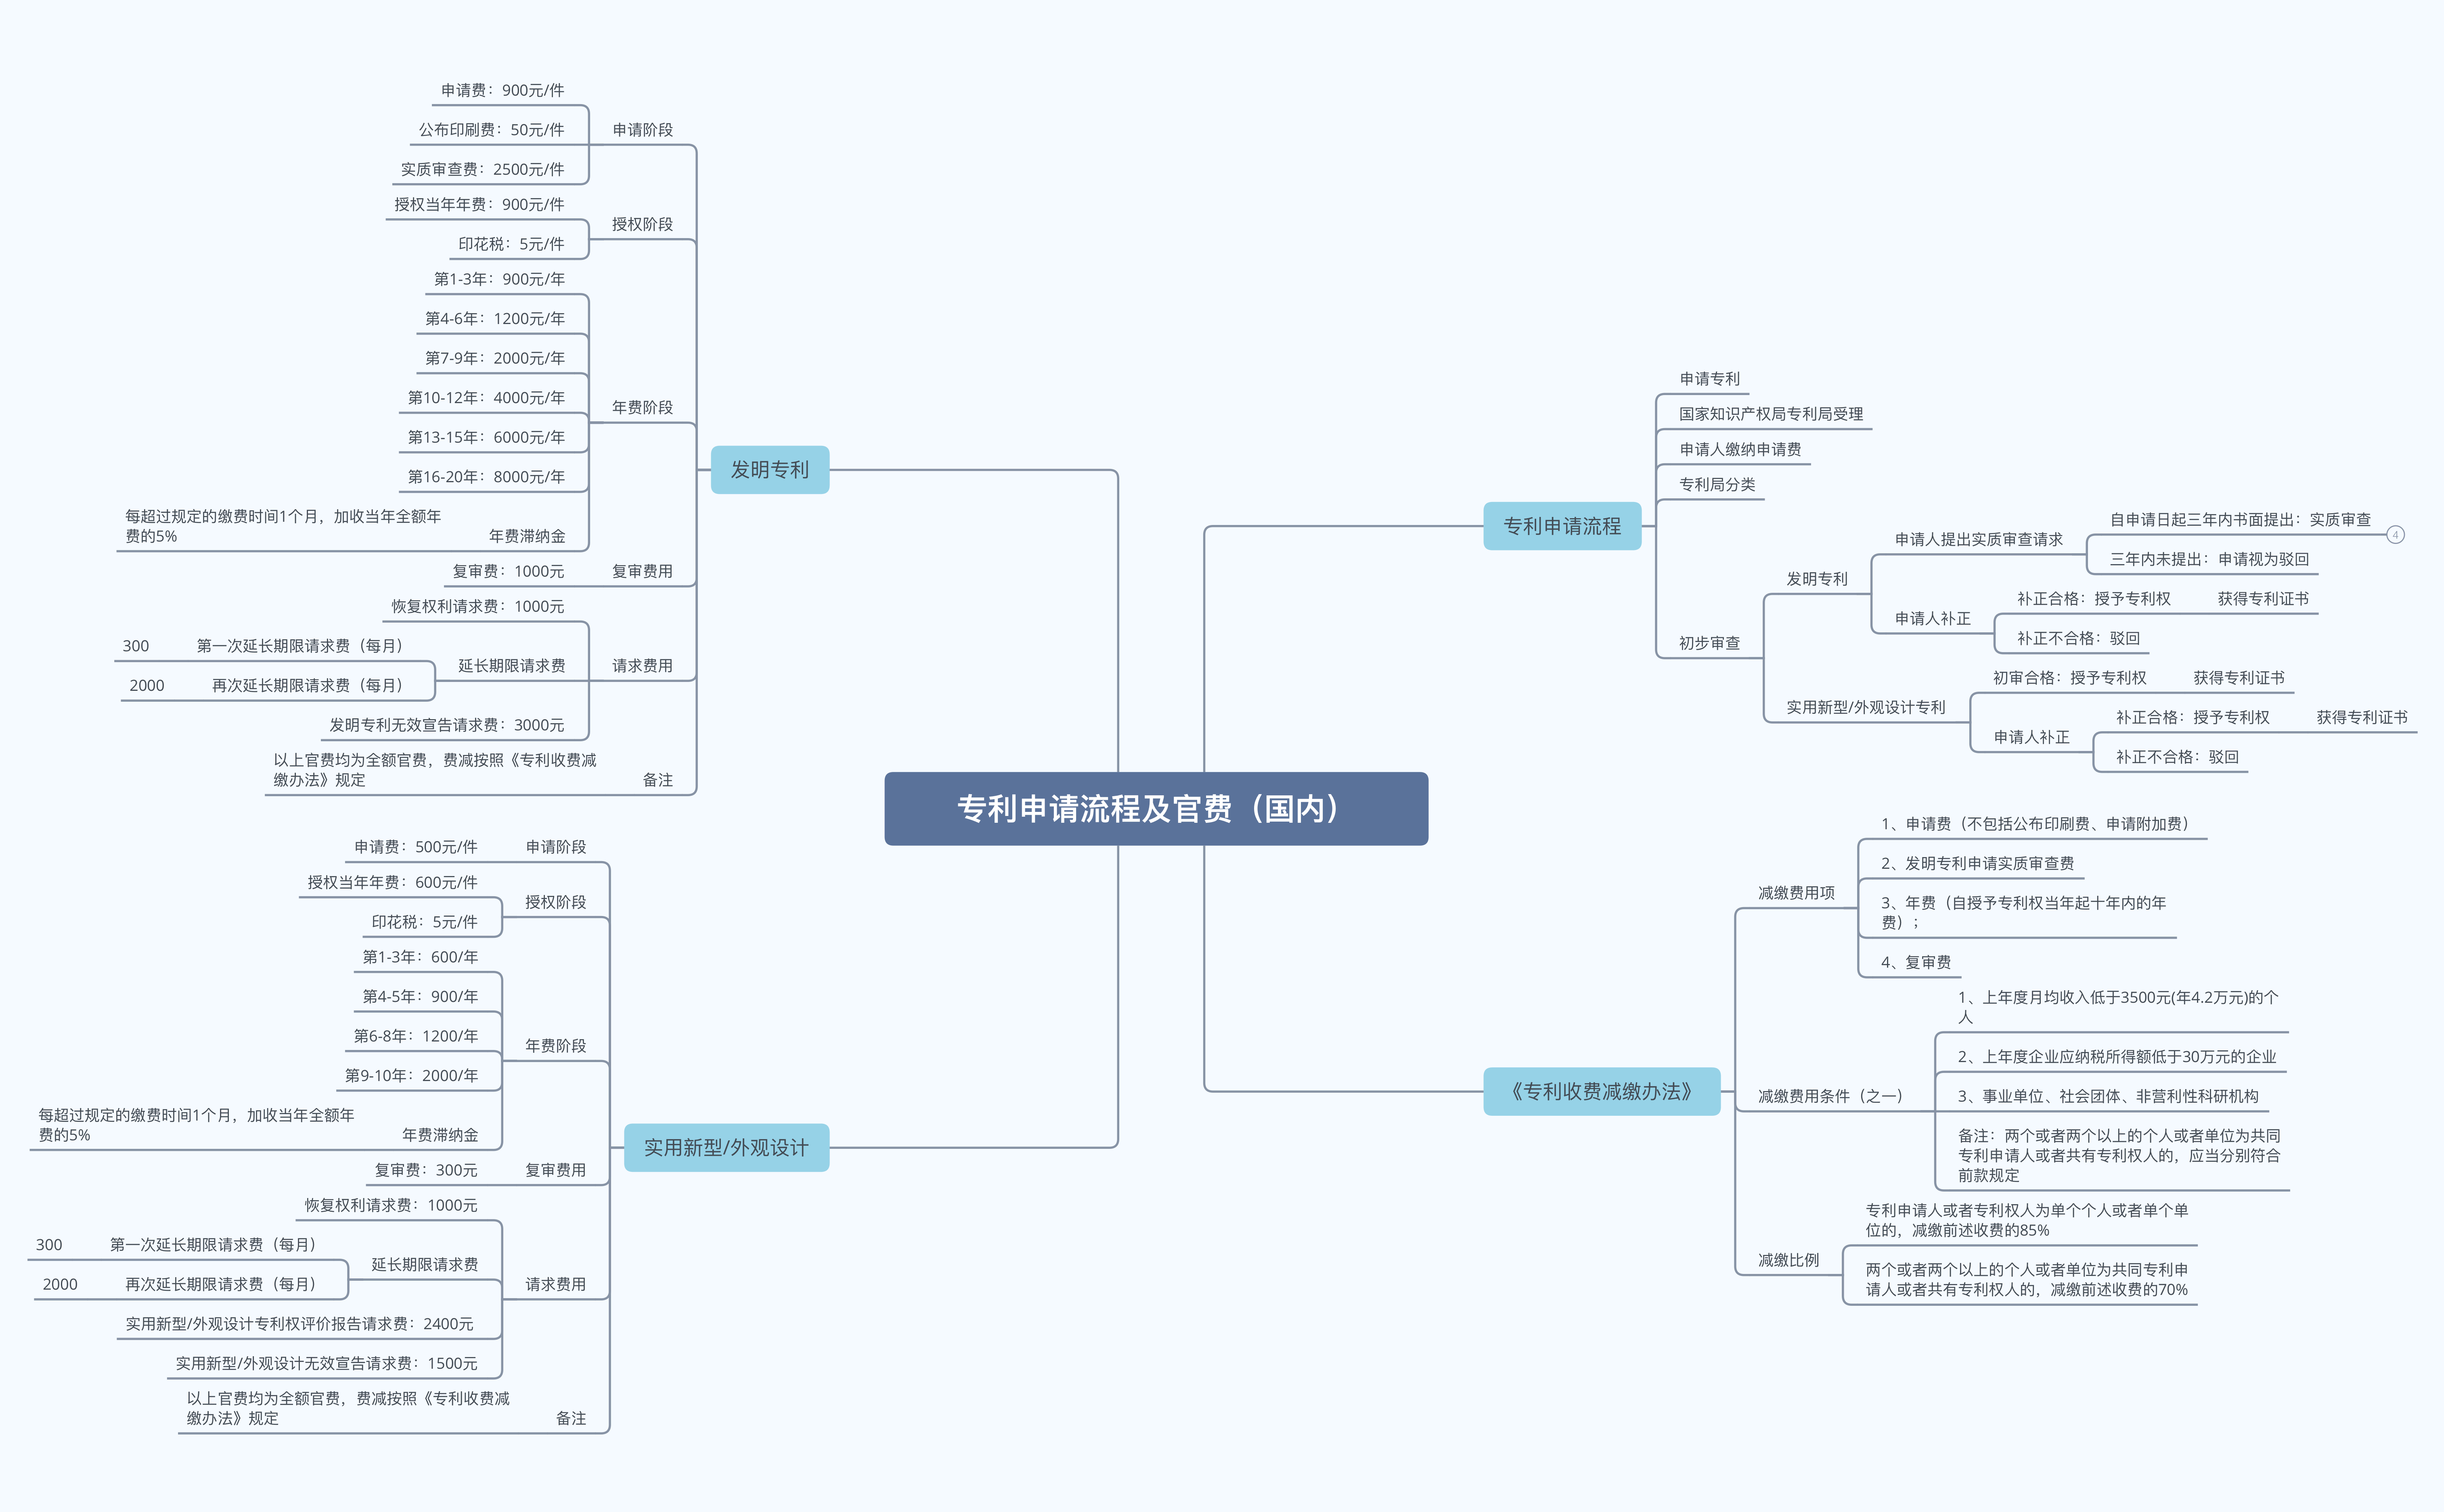 专利申请流程及官费（国内）
发明专利
申请阶段
申请费：900元/件
公布印刷费：50元/件
实质审查费：2500元/件
授权阶段
授权当年年费：900元/件
印花税：5元/件
年费阶段
第1-3年：900元/年
第4-6年：1200元/年
第7-9年：2000元/年
第10-12年：4000元/年
第13-15年：6000元/年
第16-20年：8000元/年
年费滞纳金
每超过规定的缴费时间1个月，加收当年全额年
费的5%
复审费用
复审费：1000元
请求费用
恢复权利请求费：1000元
延长期限请求费
第一次延长期限请求费（每月）
300
再次延长期限请求费（每月）
2000
发明专利无效宣告请求费：3000元
备注
以上官费均为全额官费，费减按照《专利收费减
缴办法》规定
实用新型/外观设计
申请阶段
申请费：500元/件
授权阶段
授权当年年费：600元/件
印花税：5元/件
年费阶段
第1-3年：600/年
第4-5年：900/年
第6-8年：1200/年
第9-10年：2000/年
年费滞纳金
每超过规定的缴费时间1个月，加收当年全额年
费的5%
复审费用
复审费：300元
请求费用
恢复权利请求费：1000元
延长期限请求费
第一次延长期限请求费（每月）
300
再次延长期限请求费（每月）
2000
实用新型/外观设计专利权评价报告请求费：2400元
实用新型/外观设计无效宣告请求费：1500元
备注
以上官费均为全额官费，费减按照《专利收费减
缴办法》规定
专利申请流程
申请专利
国家知识产权局专利局受理
申请人缴纳申请费
专利局分类
初步审查
发明专利
申请人提出实质审查请求
自申请日起三年内书面提出：实质审查
4
三年内未提出：申请视为驳回
申请人补正
补正合格：授予专利权
获得专利证书
补正不合格：驳回
实用新型/外观设计专利
初审合格：授予专利权
获得专利证书
申请人补正
补正合格：授予专利权
获得专利证书
补正不合格：驳回
《专利收费减缴办法》
减缴费用项
1、申请费（不包括公布印刷费、申请附加费）
2、发明专利申请实质审查费
3、年费（自授予专利权当年起十年内的年
费）；
4、复审费
减缴费用条件（之一）
1、上年度月均收入低于3500元(年4.2万元)的个
人
2、上年度企业应纳税所得额低于30万元的企业
3、事业单位、社会团体、非营利性科研机构
备注：两个或者两个以上的个人或者单位为共同
专利申请人或者共有专利权人的，应当分别符合
前款规定
减缴比例
专利申请人或者专利权人为单个个人或者单个单
位的，减缴前述收费的85%
两个或者两个以上的个人或者单位为共同专利申
请人或者共有专利权人的，减缴前述收费的70%